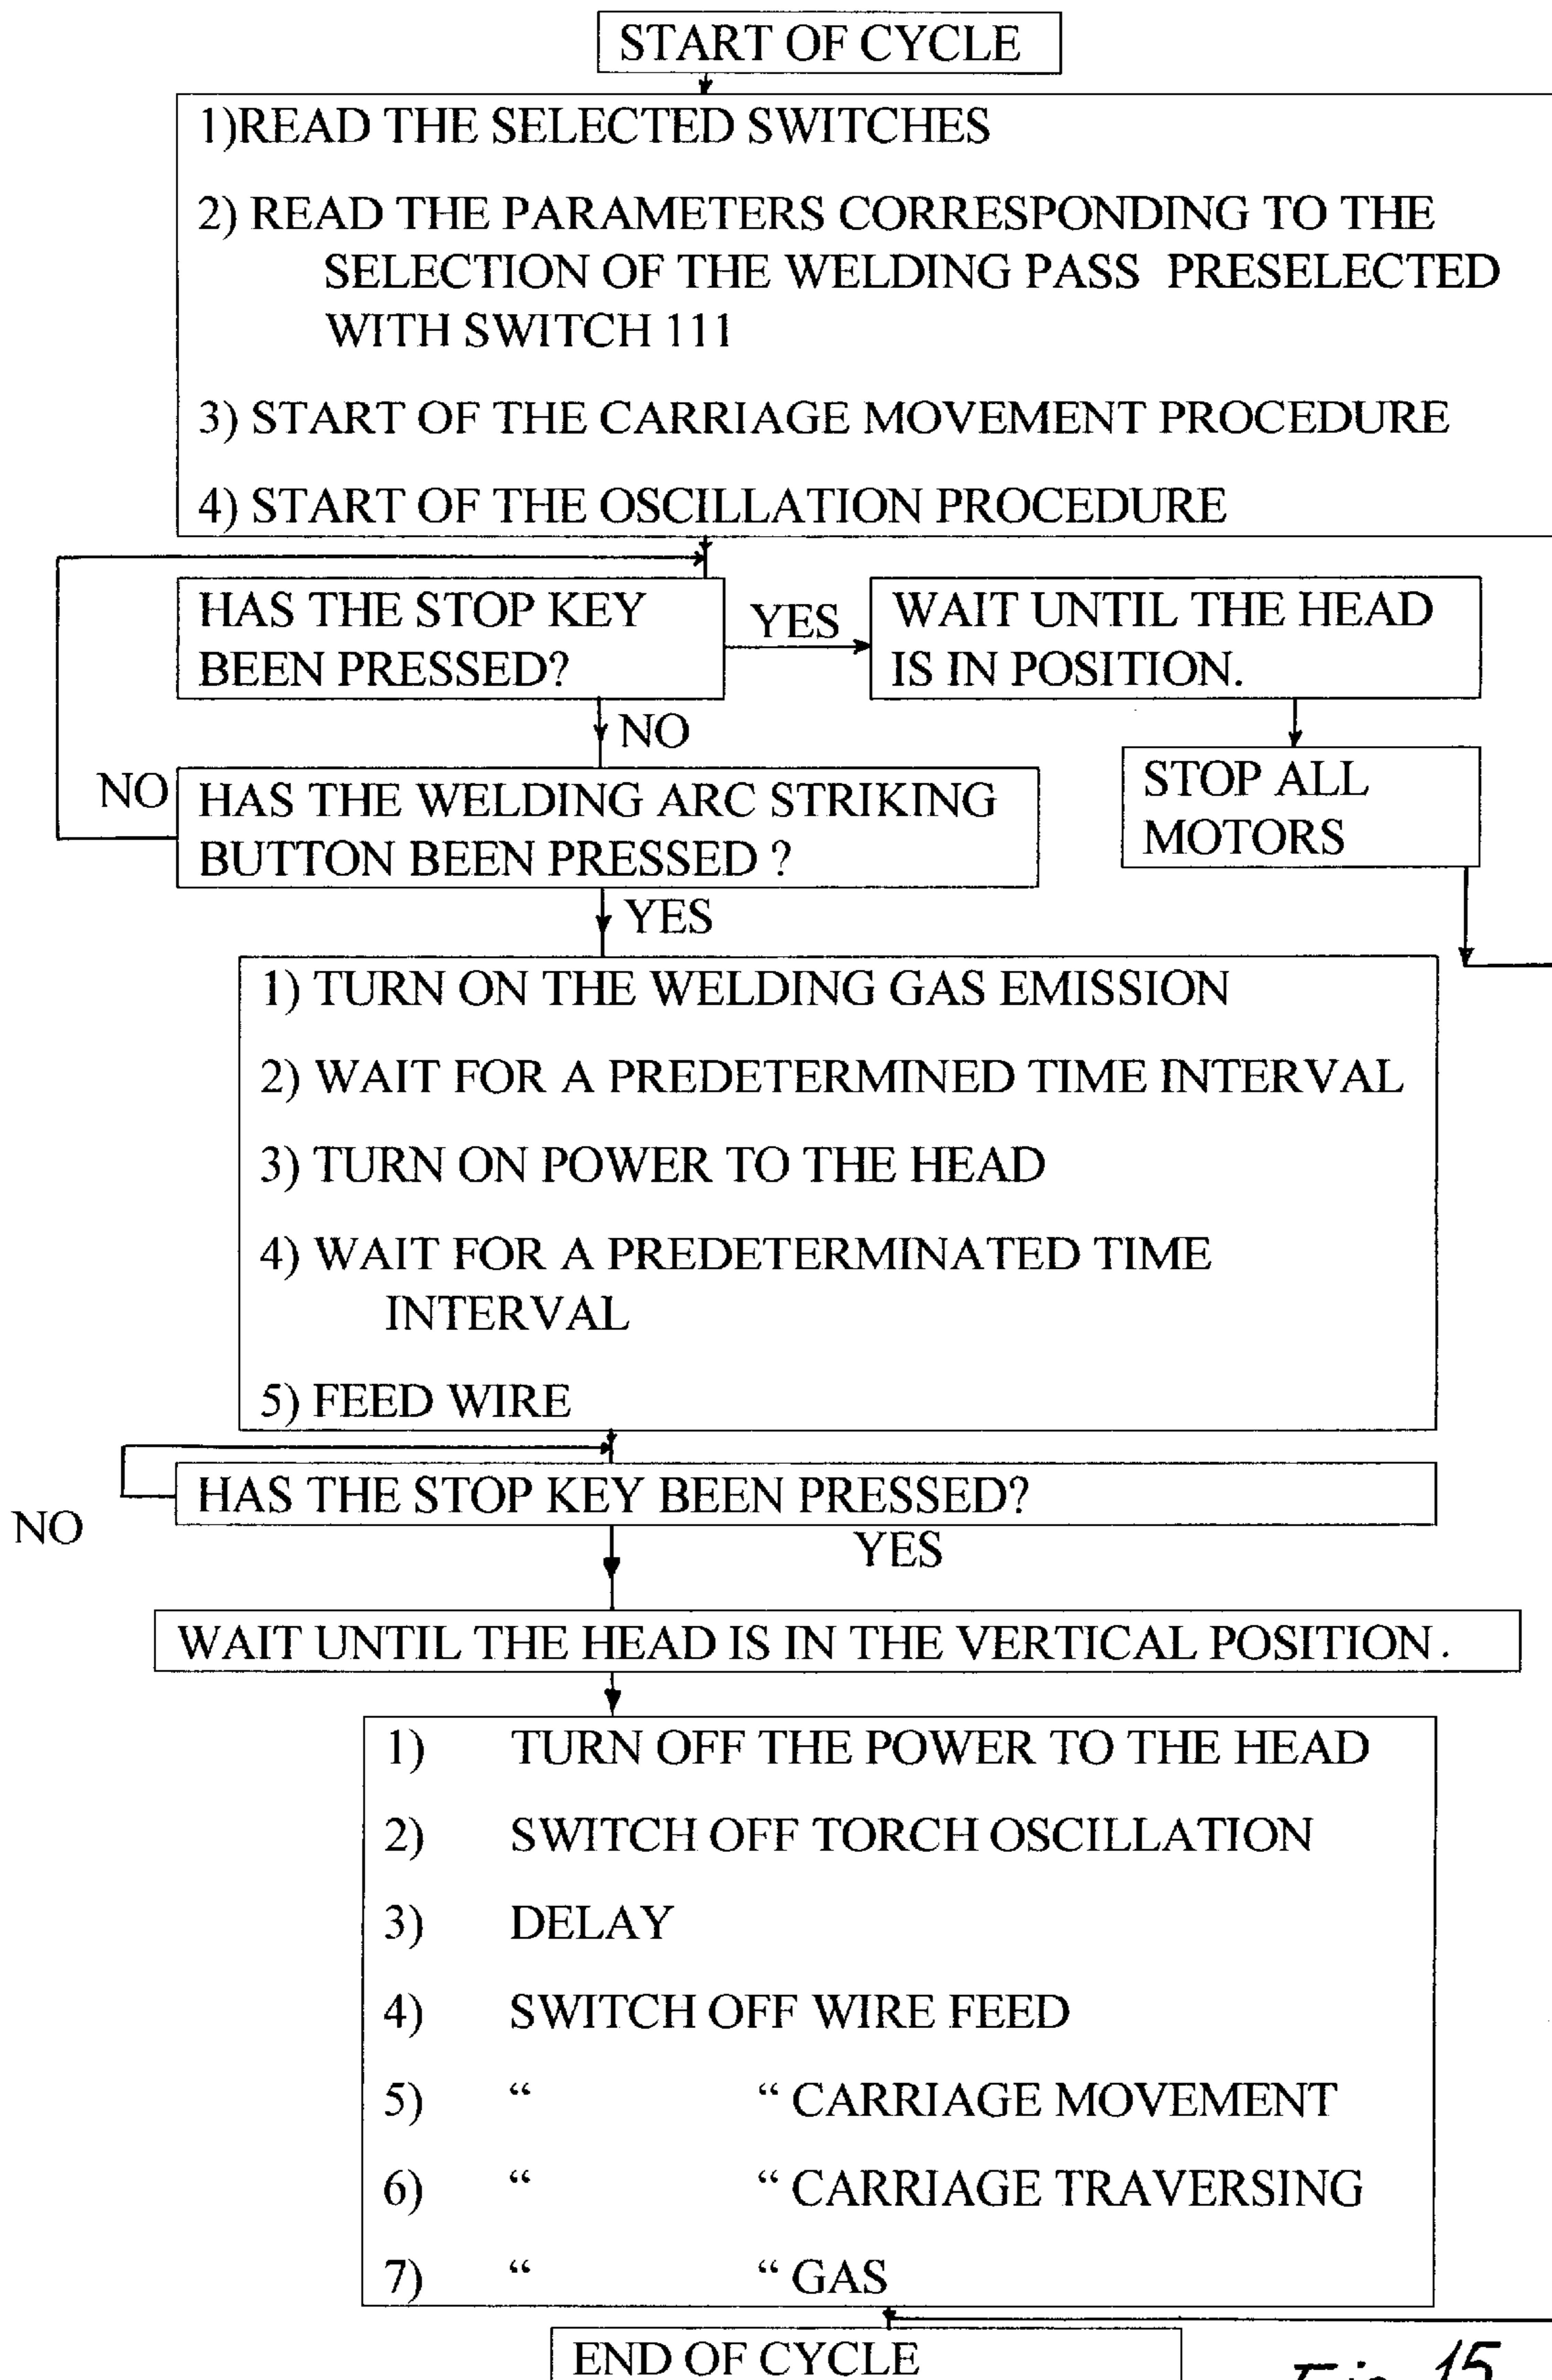 START OF CYCLE
1)READ THE SELECTED SWITCHES
2) READ THE PARAMETERS CORRESPONDING TO THE
SELECTION OF THE WELDING PASS PRESELECTED
WITH SWITCH 111
3) START OF THE CARRIAGE MOVEMENT PROCEDURE
4) START OF THE OSCILLATION PROCEDURE
HAS THE STOP KEY
BEEN PRESSED?
YES
WAIT UNTIL THE HEAD
IS IN POSITION.
NO
STOP ALL
MOTORS
NO
HAS THE WELDING ARC STRIKING
BUTTON BEEN PRESSED ?
YES
1) TURN ON THE WELDING GAS EMISSION
2) WAIT FOR A PREDETERMINED TIME INTERVAL
3) TURN ON POWER TO THE HEAD
4) WAIT FOR A PREDETERMINATED TIME
INTERVAL
5) FEED WIRE
HAS THE STOP KEY BEEN PRESSED?
NO
YES
WAIT UNTIL THE HEAD IS IN THE VERTICAL POSITION.
1) TURN OFF THE POWER TO THE HEAD
2) SWITCH OFF TORCH OSCILLATION
3) DELAY
4) SWITCH OFF WIRE FEED
5) “ “ CARRIAGE MOVEMENT
6) “ “ CARRIAGE TRAVERSING
7) “ “ GAS
END OF CYCLE
Fig. 15